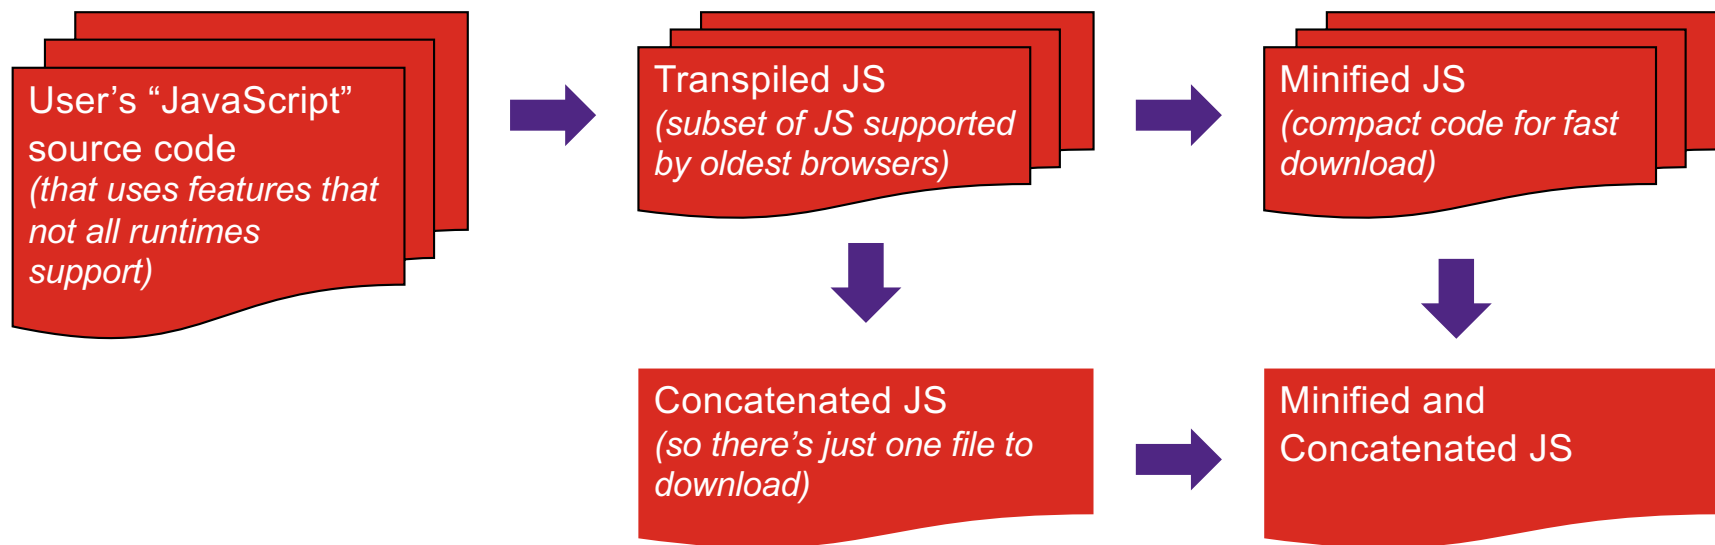 User’s “JavaScript”
source code
(that uses features that
not all runtimes
support)
Transpiled JS
(subset of JS supported
by oldest browsers)
Minified JS
(compact code for fast
download)
Concatenated JS
(so there’s just one file to
download)
Minified and
Concatenated JS